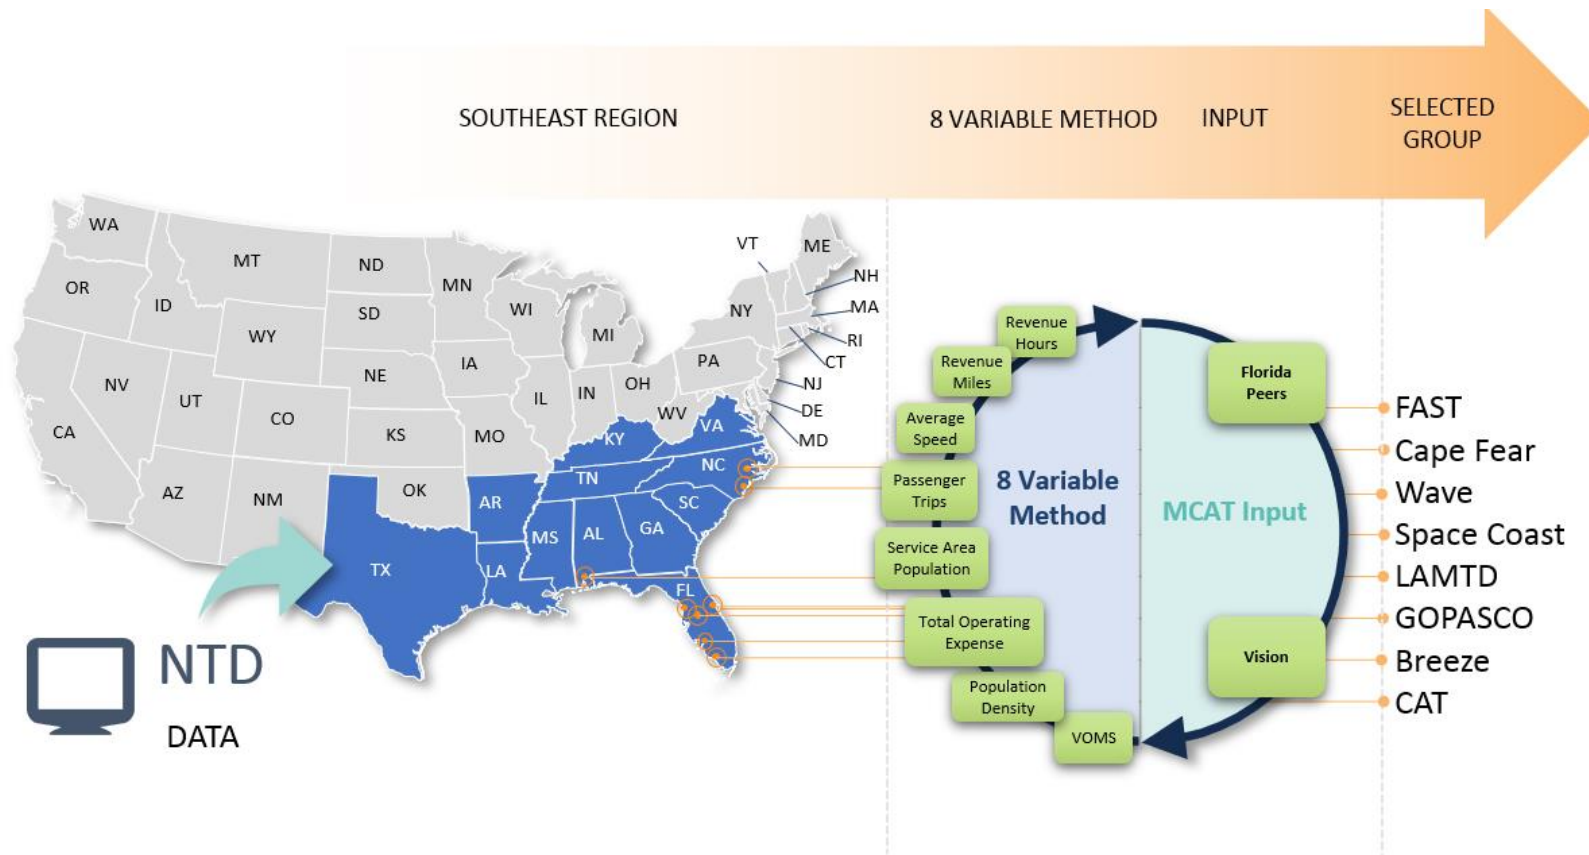 SOUTHEAST REGION
8 VARIABLE METHOD
INPUT
SELECTED
GROUP
WA
OR
CA
ID
NV
MT
WY
UT
AZ
CO
NM
ND
SD
NE
KS
OK
MN
IA
MO
WI
IL
MI
IN
OH
WV
PA
NY
VT
ME
NH
MA
RI
CT
NJ
DE
MD
TX
AR
LA
MS
AL
GA
FL
SC
NC
TN
KY
VA
NTD
DATA
Revenue
Hours
Revenue
Miles
Average
Speed
Passenger
Trips
Service Area
Population
Total Operating
Expense
Population
Density
VOMS
8 Variable
Method
MCAT Input
Florida
Peers
Vision
FAST
Cape Fear
Wave
Space Coast
LAMTD
GOPASCO
Breeze
CAT